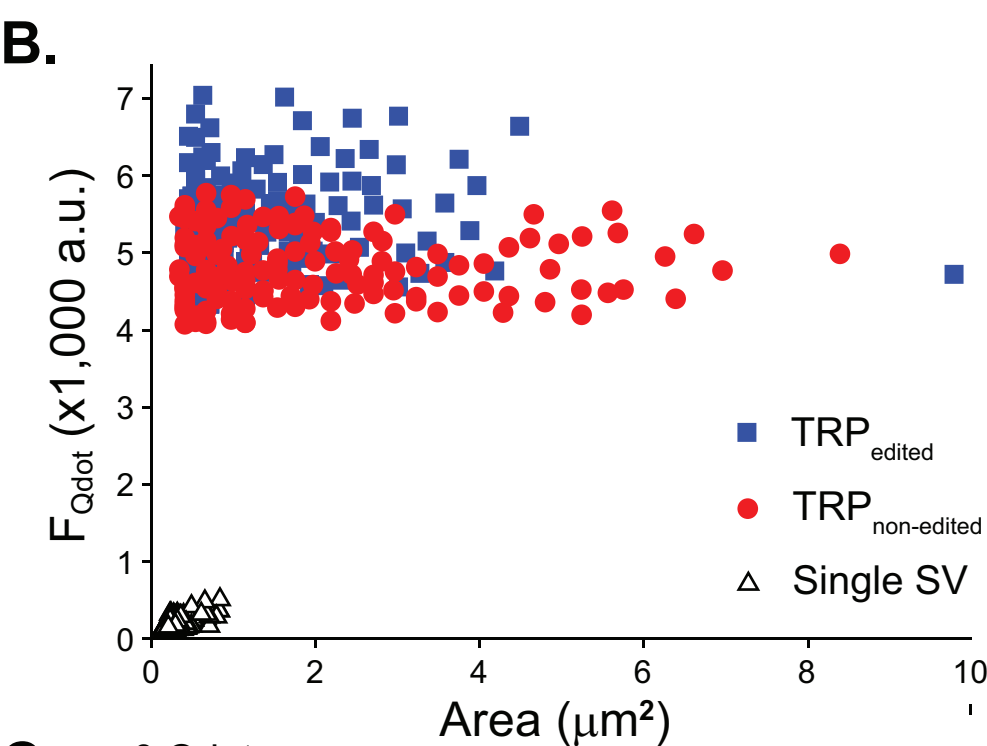 B.
F_Qdot (x1,000 a.u.)
7
6
5
4
3
2
1
0
TRP_edited
TRP_non-edited
Single SV
0 2 4 6 8 10
Area (μm²)